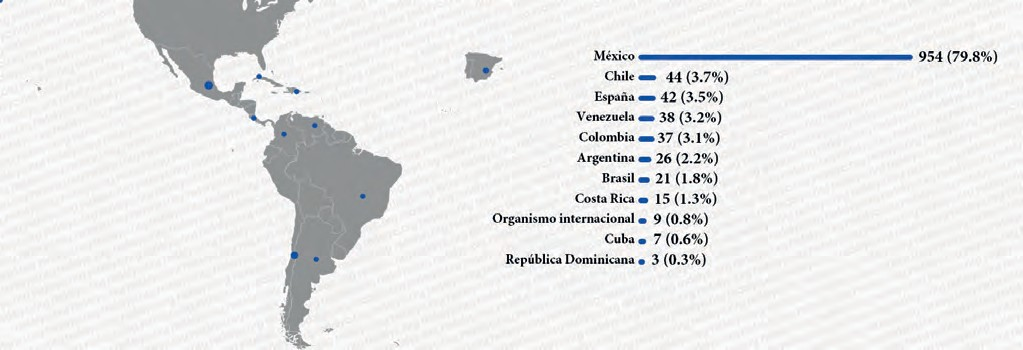 México 954 (79.8%)
Chile 44 (3.7%)
España 42 (3.5%)
Venezuela 38 (3.2%)
Colombia 37 (3.1%)
Argentina 26 (2.2%)
Brasil 21 (1.8%)
Costa Rica 15 (1.3%)
Organismo internacional 9 (0.8%)
Cuba 7 (0.6%)
República Dominicana 3 (0.3%)